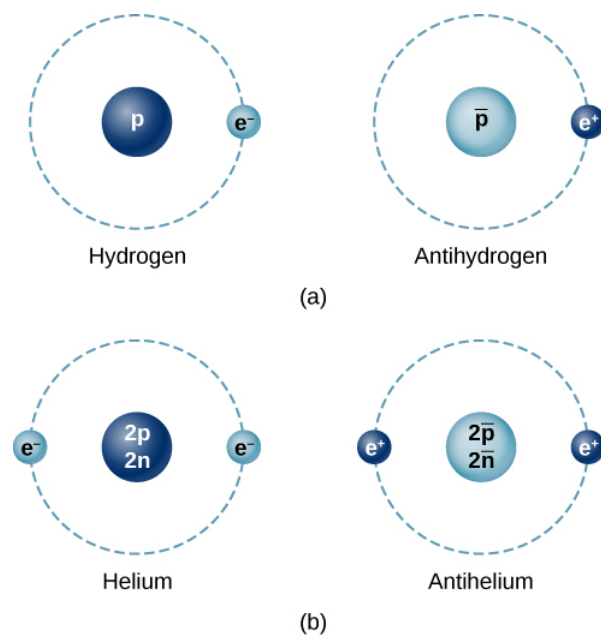 p e⁻ p̅ e⁺
Hydrogen Antihydrogen
(a)
e⁻ 2p e⁻ e⁺ 2p̅ e⁺
2n 2n̅
Helium Antihelium
(b)